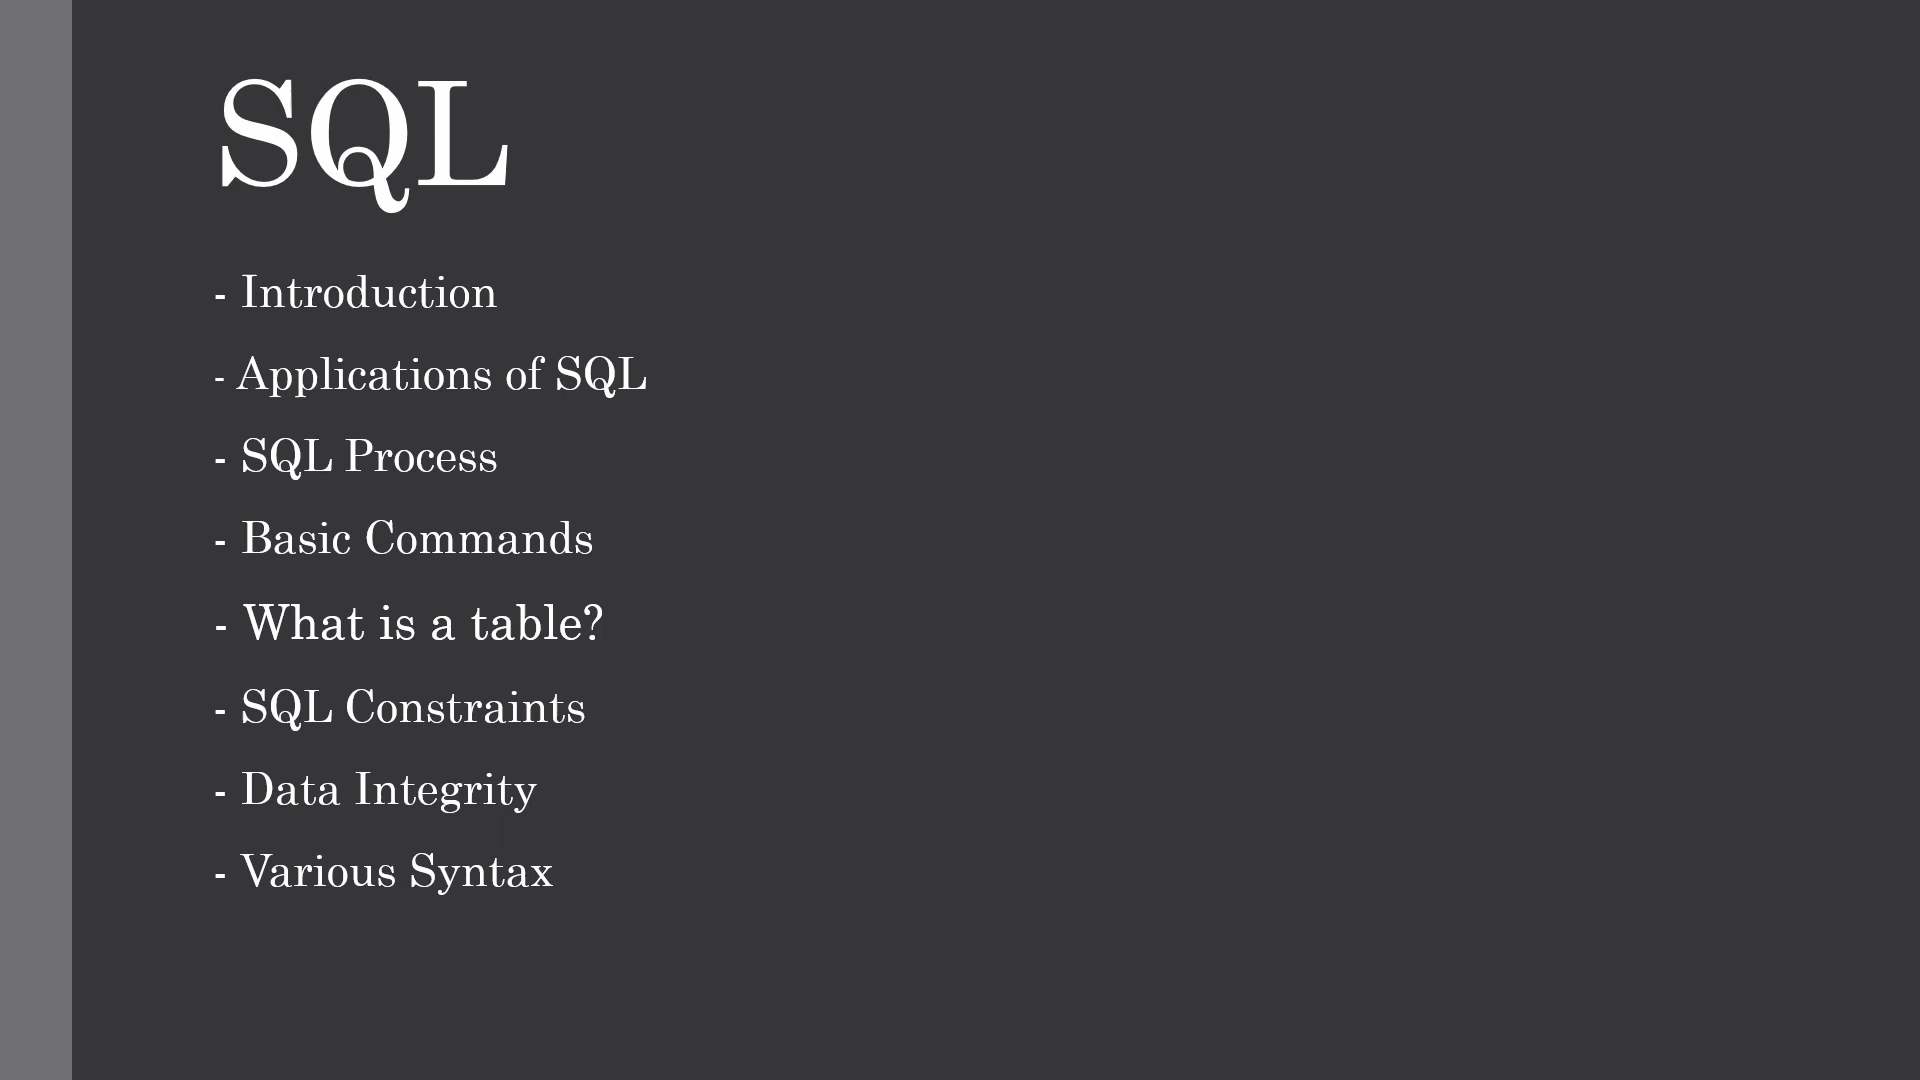 SQL
- Introduction
- Applications of SQL
- SQL Process
- Basic Commands
- What is a table?
- SQL Constraints
- Data Integrity
- Various Syntax